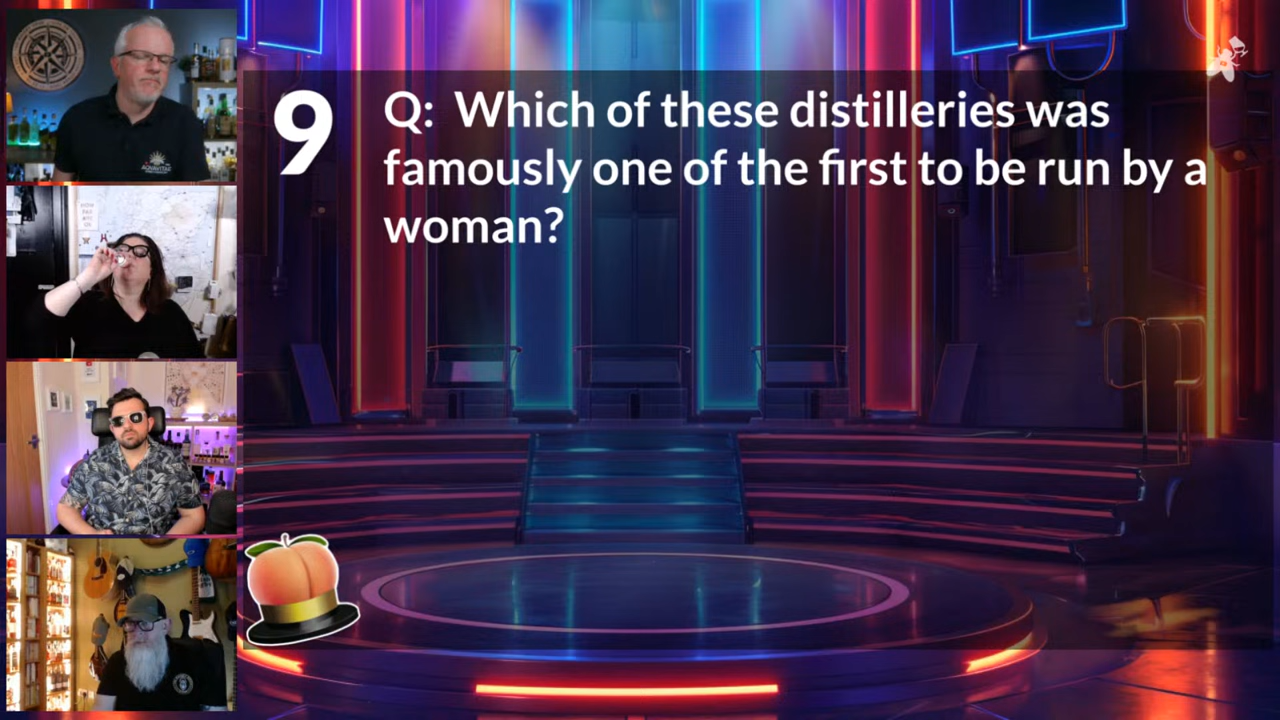 9
Q: Which of these distilleries was
famously one of the first to be run by a
woman?